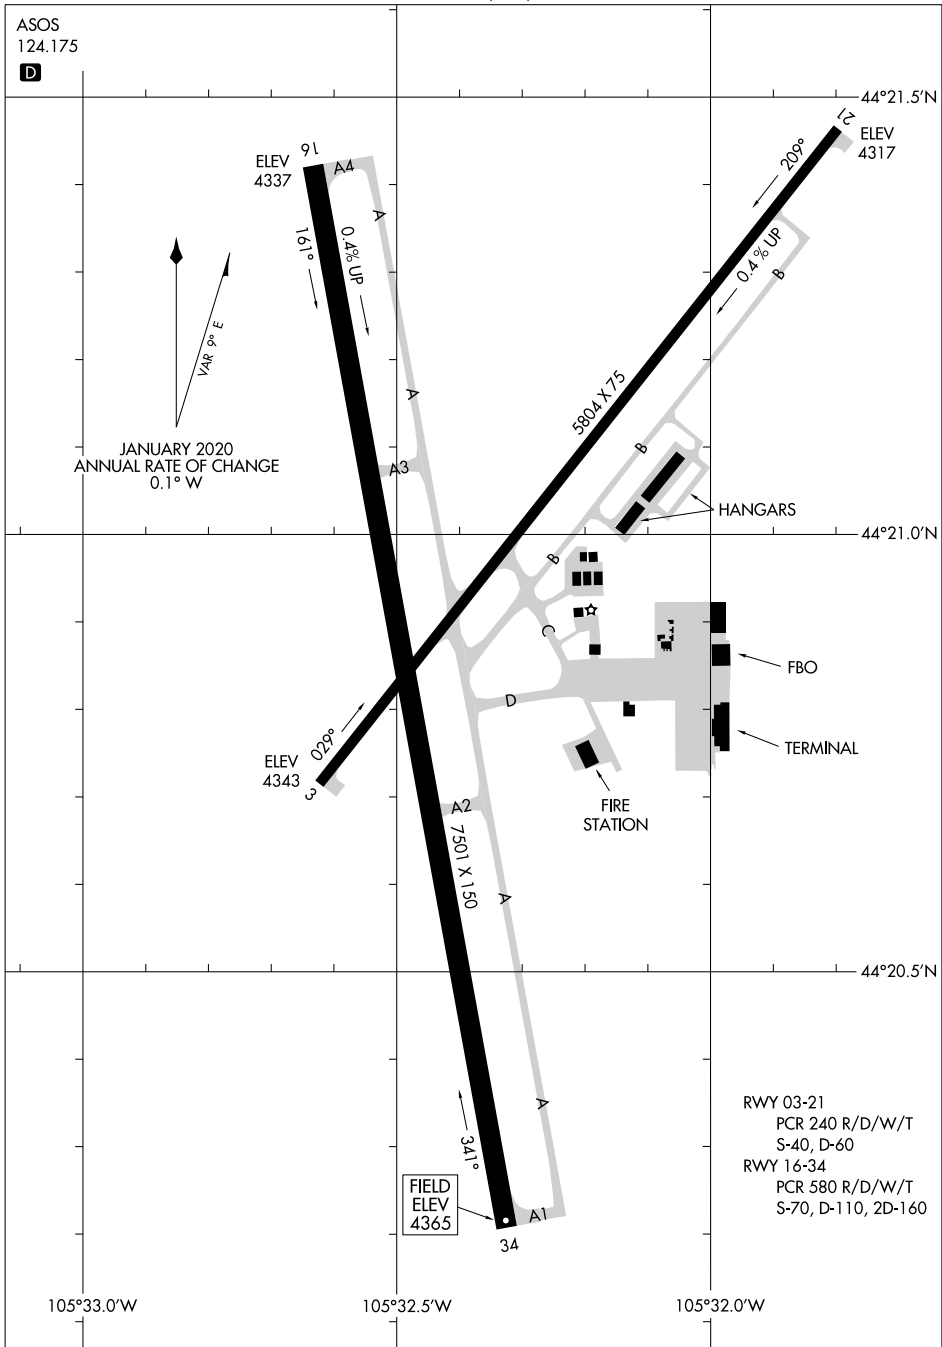 ASOS
124.175
D
44°21.5'N
21
ELEV
4317
16
ELEV
4337
A4
209°
A
161°
0.4% UP
0.4% UP
B
VAR 9° E
A
5804 X 75
JANUARY 2020
ANNUAL RATE OF CHANGE
0.1° W
A3
B
HANGARS
44°21.0'N
B
C
FBO
D
029°
ELEV
4343
3
TERMINAL
A2
FIRE
STATION
7501 X 150
A
44°20.5'N
A
RWY 03-21
PCR 240 R/D/W/T
S-40, D-60
RWY 16-34
PCR 580 R/D/W/T
S-70, D-110, 2D-160
341°
FIELD
ELEV
4365
A1
34
105°33.0'W
105°32.5'W
105°32.0'W